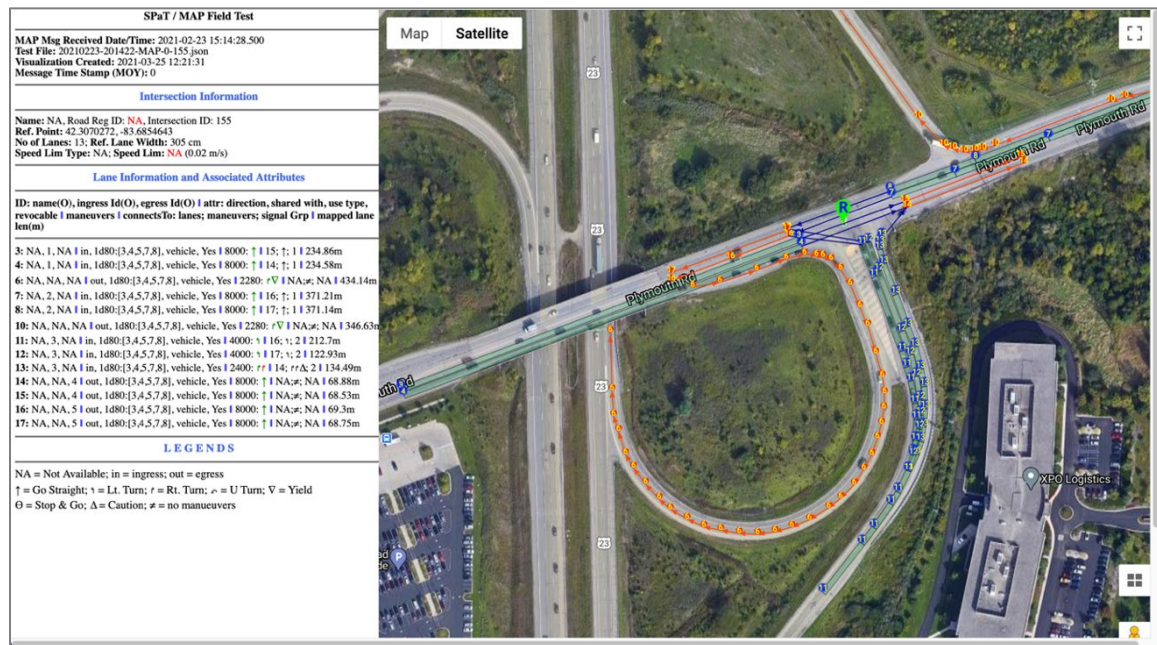 SPaT / MAP Field Test
MAP Msg Received Date/Time: 2021-02-23 15:14:28.500
Test File: 20210223-201422-MAP-0-155.json
Visualization Created: 2021-03-25 12:21:31
Message Time Stamp (MOY): 0
Intersection Information
Name: NA, Road Reg ID: NA, Intersection ID: 155
Ref. Point: 42.3070272, -83.6854643
No of Lanes: 13; Ref. Lane Width: 305 cm
Speed Lim Type: NA; Speed Lim: NA (0.02 m/s)
Lane Information and Associated Attributes
ID: name(O), ingress Id(O), egress Id(O) | attr: direction, shared with, use type,
revocable | maneuvers | connectsTo: lanes; maneuvers; signal Grp | mapped lane
len(m)
3: NA, 1, NA | in, 1d80:[3,4,5,7,8], vehicle, Yes | 8000: ↑ | 15; ↑; 1 | 234.86m
4: NA, 1, NA | in, 1d80:[3,4,5,7,8], vehicle, Yes | 8000: ↑ | 14; ↑; 1 | 234.58m
6: NA, NA, NA | out, 1d80:[3,4,5,7,8], vehicle, Yes | 2280: ↱∇ | NA;≠; NA | 434.14m
7: NA, 2, NA | in, 1d80:[3,4,5,7,8], vehicle, Yes | 8000: ↑ | 16; ↑; 1 | 371.21m
8: NA, 2, NA | in, 1d80:[3,4,5,7,8], vehicle, Yes | 8000: ↑ | 17; ↑; 1 | 371.14m
10: NA, NA, NA | out, 1d80:[3,4,5,7,8], vehicle, Yes | 2280: ↱∇ | NA;≠; NA | 346.63m
11: NA, 3, NA | in, 1d80:[3,4,5,7,8], vehicle, Yes | 4000: ↰ | 16; ↰; 2 | 212.7m
12: NA, 3, NA | in, 1d80:[3,4,5,7,8], vehicle, Yes | 4000: ↰ | 17; ↰; 2 | 122.93m
13: NA, 3, NA | in, 1d80:[3,4,5,7,8], vehicle, Yes | 2400: ↱↱ | 14; ↱↱Δ; 2 | 134.49m
14: NA, NA, 4 | out, 1d80:[3,4,5,7,8], vehicle, Yes | 8000: ↑ | NA;≠; NA | 68.88m
15: NA, NA, 4 | out, 1d80:[3,4,5,7,8], vehicle, Yes | 8000: ↑ | NA;≠; NA | 68.53m
16: NA, NA, 5 | out, 1d80:[3,4,5,7,8], vehicle, Yes | 8000: ↑ | NA;≠; NA | 69.3m
17: NA, NA, 5 | out, 1d80:[3,4,5,7,8], vehicle, Yes | 8000: ↑ | NA;≠; NA | 68.75m
L E G E N D S
NA = Not Available; in = ingress; out = egress
↑ = Go Straight; ↰ = Lt. Turn; ↱ = Rt. Turn; ↶ = U Turn; ∇ = Yield
Θ = Stop & Go; Δ = Caution; ≠ = no manueuvers
Map Satellite
23
23
23
23
Plymouth Rd
Plymouth Rd
Plymouth Rd
uth Rd
R
XPO Logistics